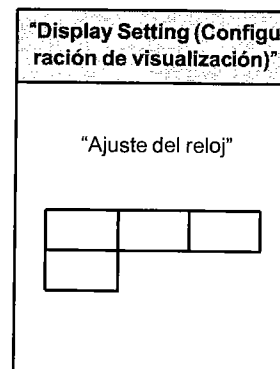 “Display Setting (Configu
ración de visualización)”
“Ajuste del reloj”